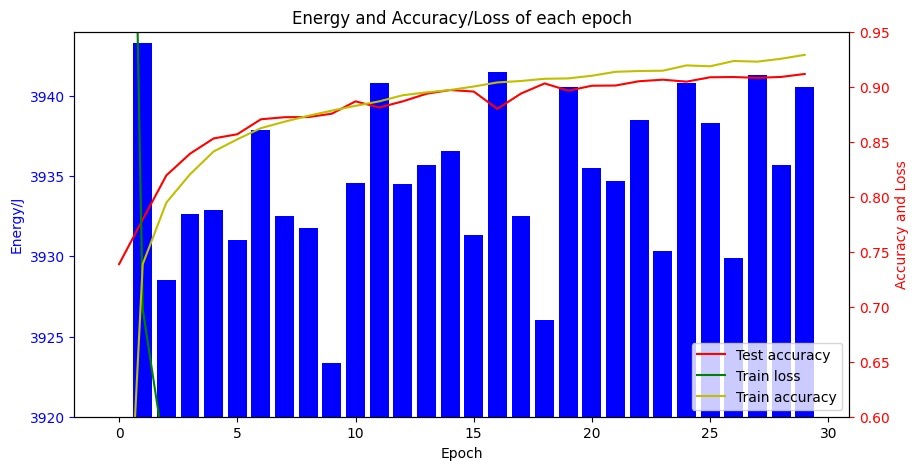 Energy and Accuracy/Loss of each epoch
Energy/J
3940
3935
3930
3925
3920
0.95
0.90
0.85
0.80
0.75
0.70
0.65
0.60
Accuracy and Loss
Test accuracy
Train loss
Train accuracy
0 5 10 15 20 25 30
Epoch